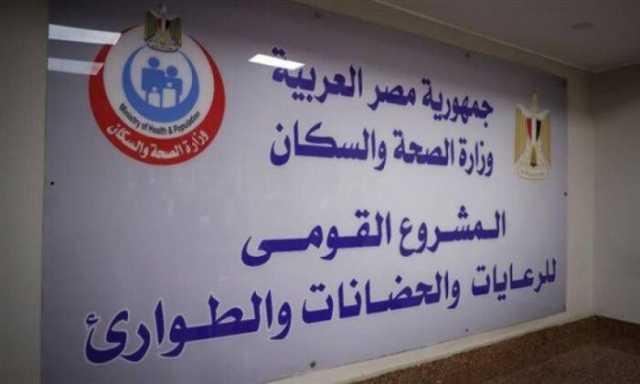 جمهورية مصر العربية
وزارة الصحة والسكان
المشروع القومى
للرعايات والحضانات والطوارئ
Ministry of Health & Population
وزارة الصحة والسكان